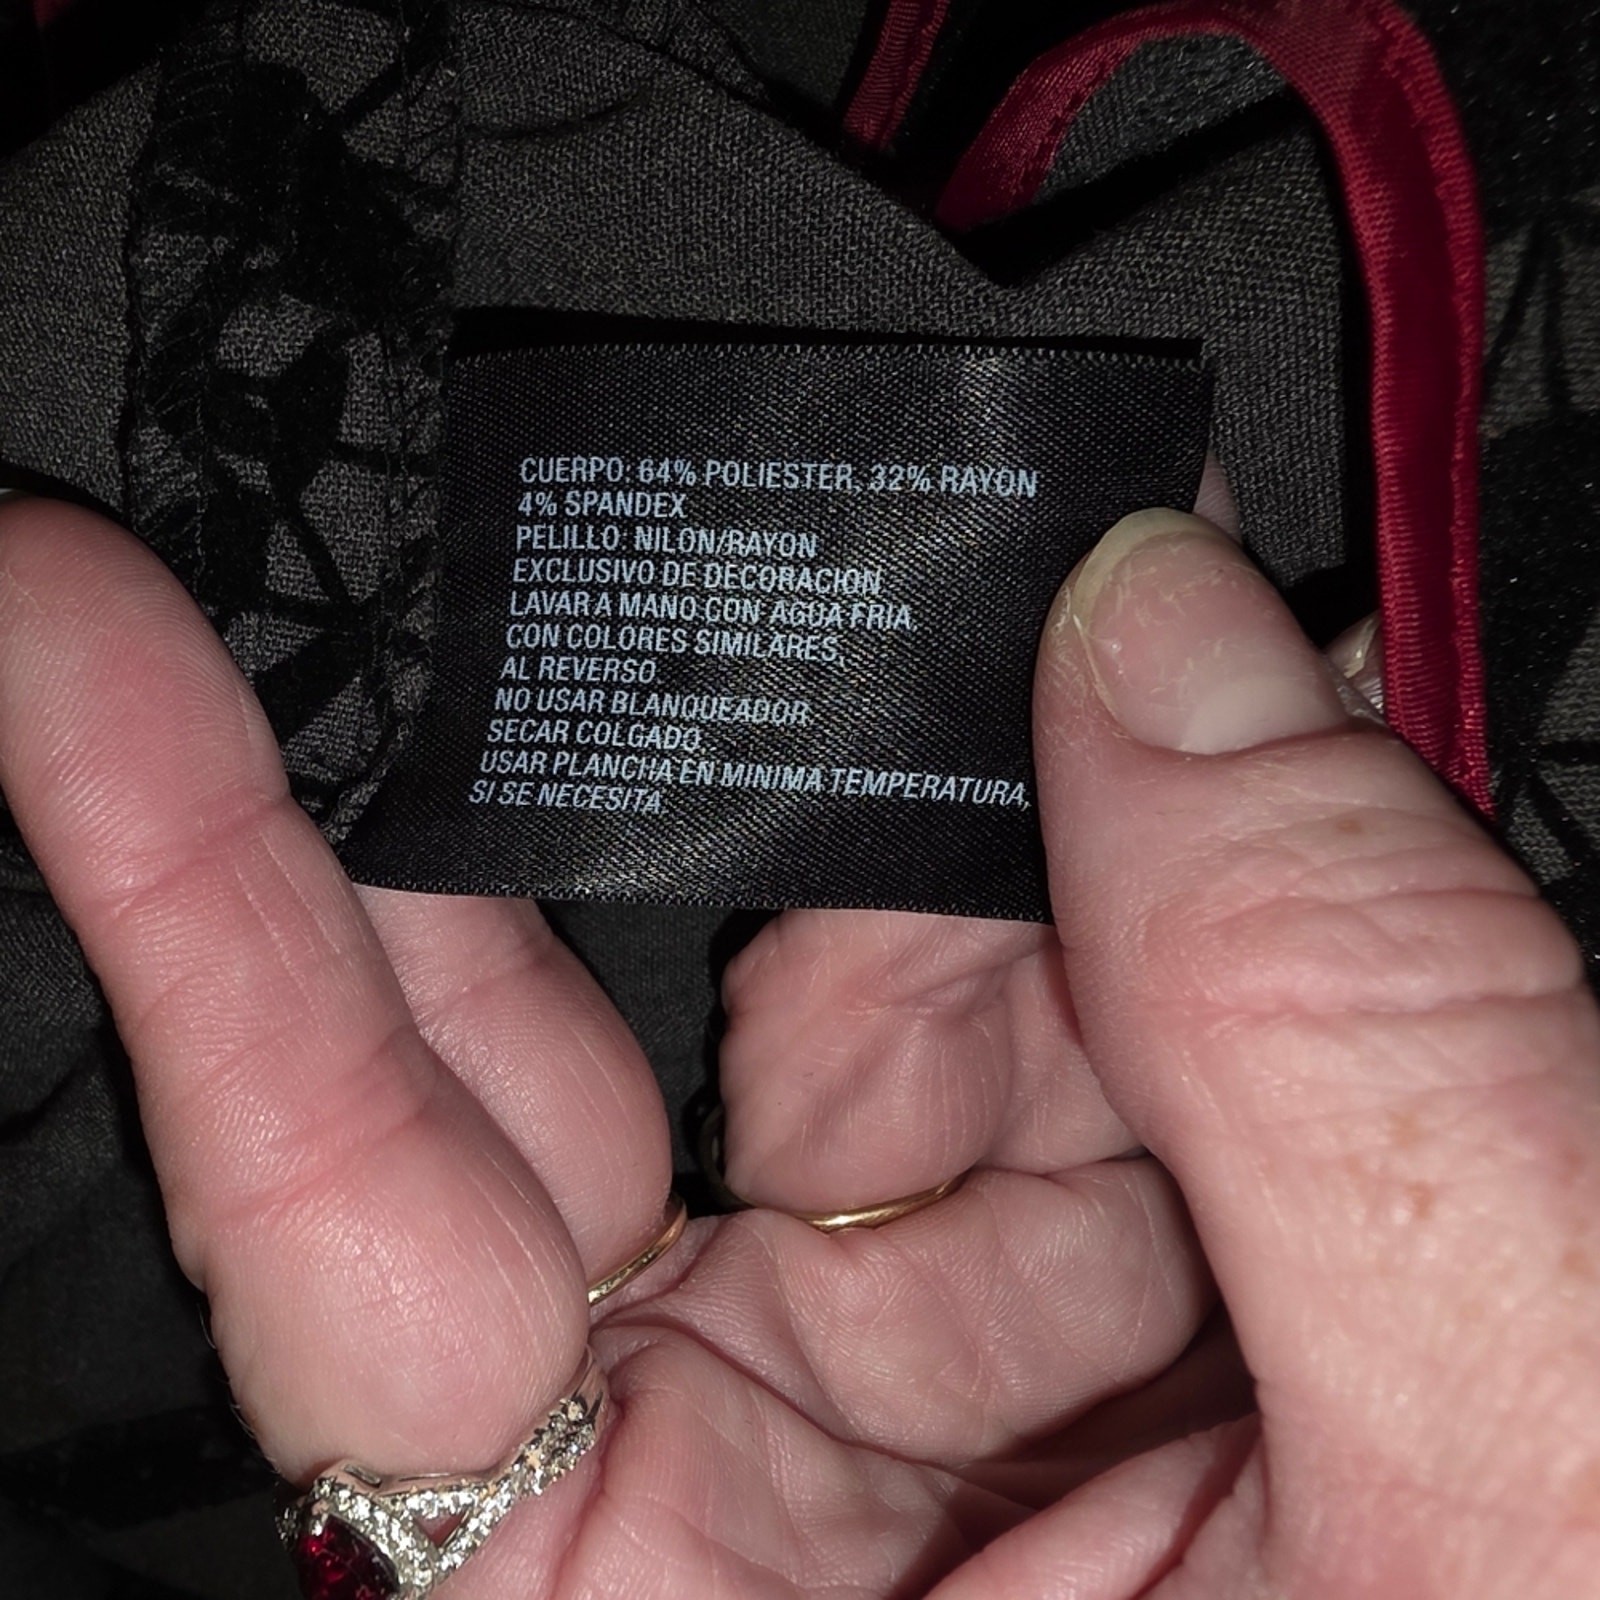 CUERPO: 64% POLIESTER, 32% RAYON
4% SPANDEX
PELILLO: NILON/RAYON
EXCLUSIVO DE DECORACION
LAVAR A MANO CON AGUA FRIA.
CON COLORES SIMILARES,
AL REVERSO.
NO USAR BLANQUEADOR.
SECAR COLGADO.
USAR PLANCHA EN MINIMA TEMPERATURA,
SI SE NECESITA.